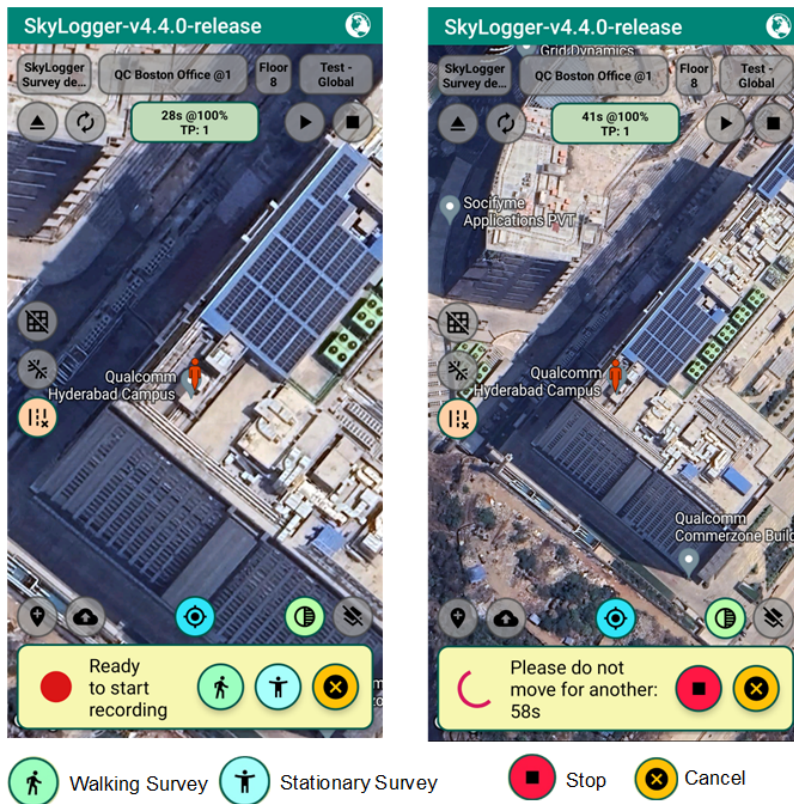 SkyLogger-v4.4.0-release
SkyLogger
Survey de...
QC Boston Office @1
Floor
8
Test -
Global
28s @100%
TP: 1
Qualcomm
Hyderabad Campus
Ready
to start
recording
SkyLogger-v4.4.0-release
Grid Dynamics
SkyLogger
Survey de...
QC Boston Office @1
Floor
8
Test -
Global
41s @100%
TP: 1
Socifyme
Applications PVT
Qualcomm
Hyderabad Campus
Qualcomm
Commerzone Build
Please do not
move for another:
58s
Walking Survey
Stationary Survey
Stop
Cancel